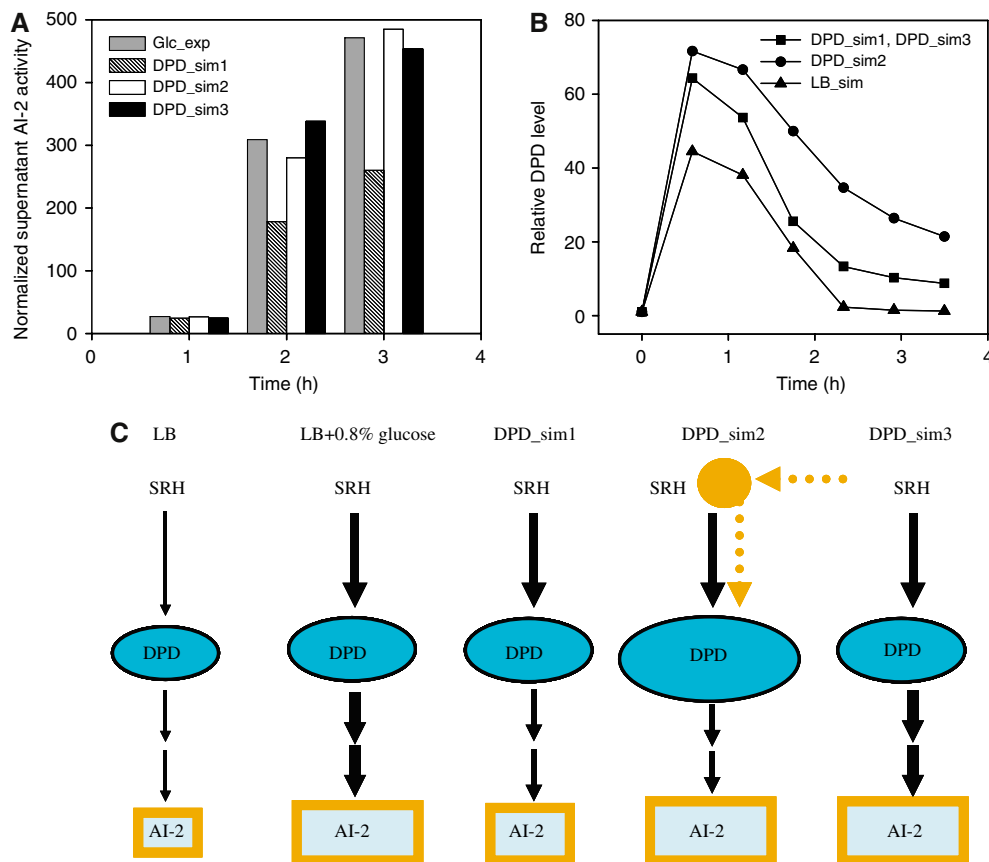 A
Normalized supernatant AI-2 activity
500
400
300
200
100
0
Glc_exp
DPD_sim1
DPD_sim2
DPD_sim3
0 1 2 3 4
Time (h)
B
Relative DPD level
80
60
40
20
0
DPD_sim1, DPD_sim3
DPD_sim2
LB_sim
0 1 2 3 4
Time (h)
C
LB LB+0.8% glucose DPD_sim1 DPD_sim2 DPD_sim3
SRH SRH SRH SRH SRH
DPD DPD DPD DPD DPD
AI-2 AI-2 AI-2 AI-2 AI-2